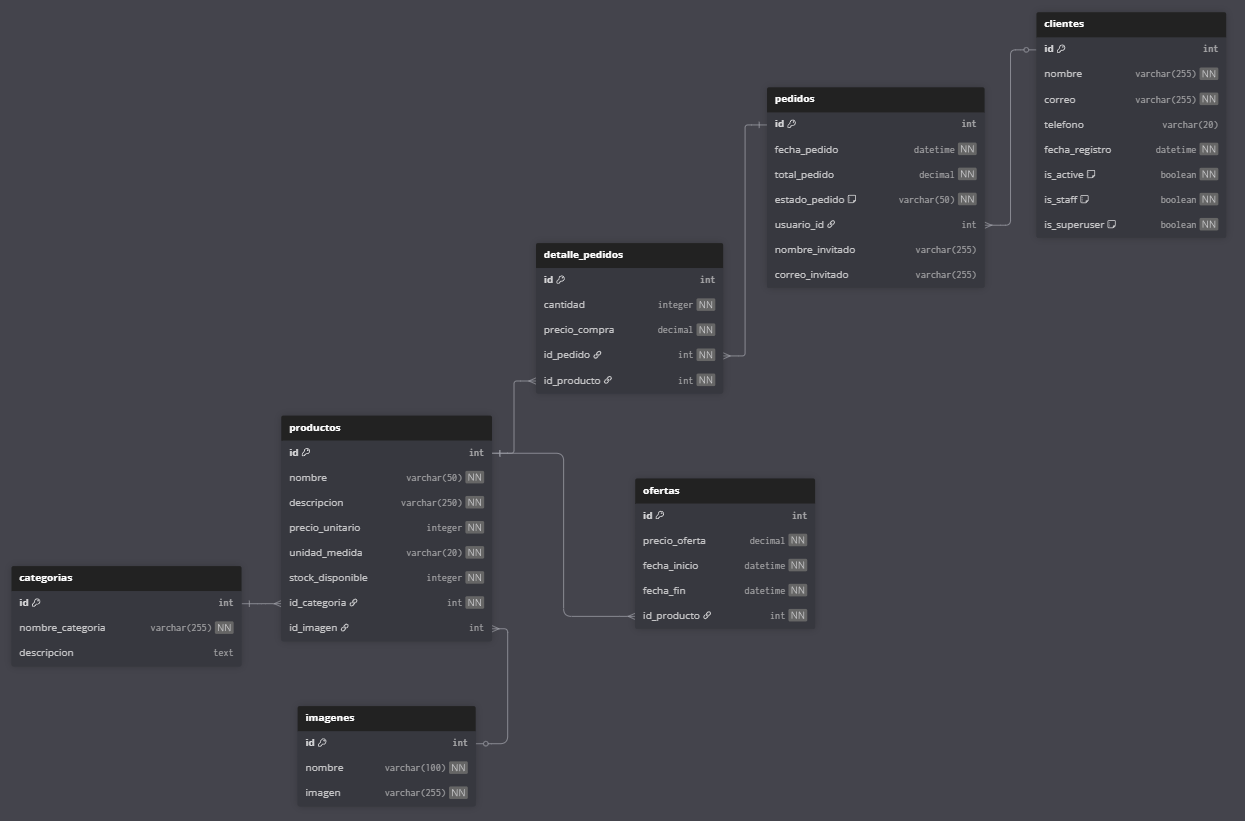 clientes
id int
nombre varchar(255) NN
correo varchar(255) NN
telefono varchar(20)
fecha_registro datetime NN
is_active boolean NN
is_staff boolean NN
is_superuser boolean NN
pedidos
id int
fecha_pedido datetime NN
total_pedido decimal NN
estado_pedido varchar(50) NN
usuario_id int
nombre_invitado varchar(255)
correo_invitado varchar(255)
detalle_pedidos
id int
cantidad integer NN
precio_compra decimal NN
id_pedido int NN
id_producto int NN
productos
id int
nombre varchar(50) NN
descripcion varchar(250) NN
precio_unitario integer NN
unidad_medida varchar(20) NN
stock_disponible integer NN
id_categoria int NN
id_imagen int
ofertas
id int
precio_oferta decimal NN
fecha_inicio datetime NN
fecha_fin datetime NN
id_producto int NN
categorias
id int
nombre_categoria varchar(255) NN
descripcion text
imagenes
id int
nombre varchar(100) NN
imagen varchar(255) NN